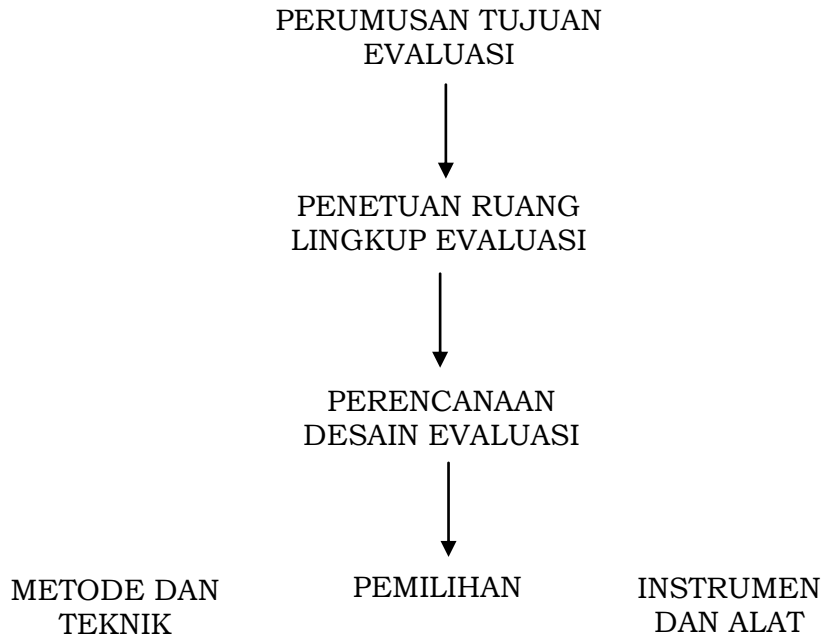 PERUMUSAN TUJUAN
EVALUASI
PENETUAN RUANG
LINGKUP EVALUASI
PERENCANAAN
DESAIN EVALUASI
METODE DAN
TEKNIK
PEMILIHAN
INSTRUMEN
DAN ALAT